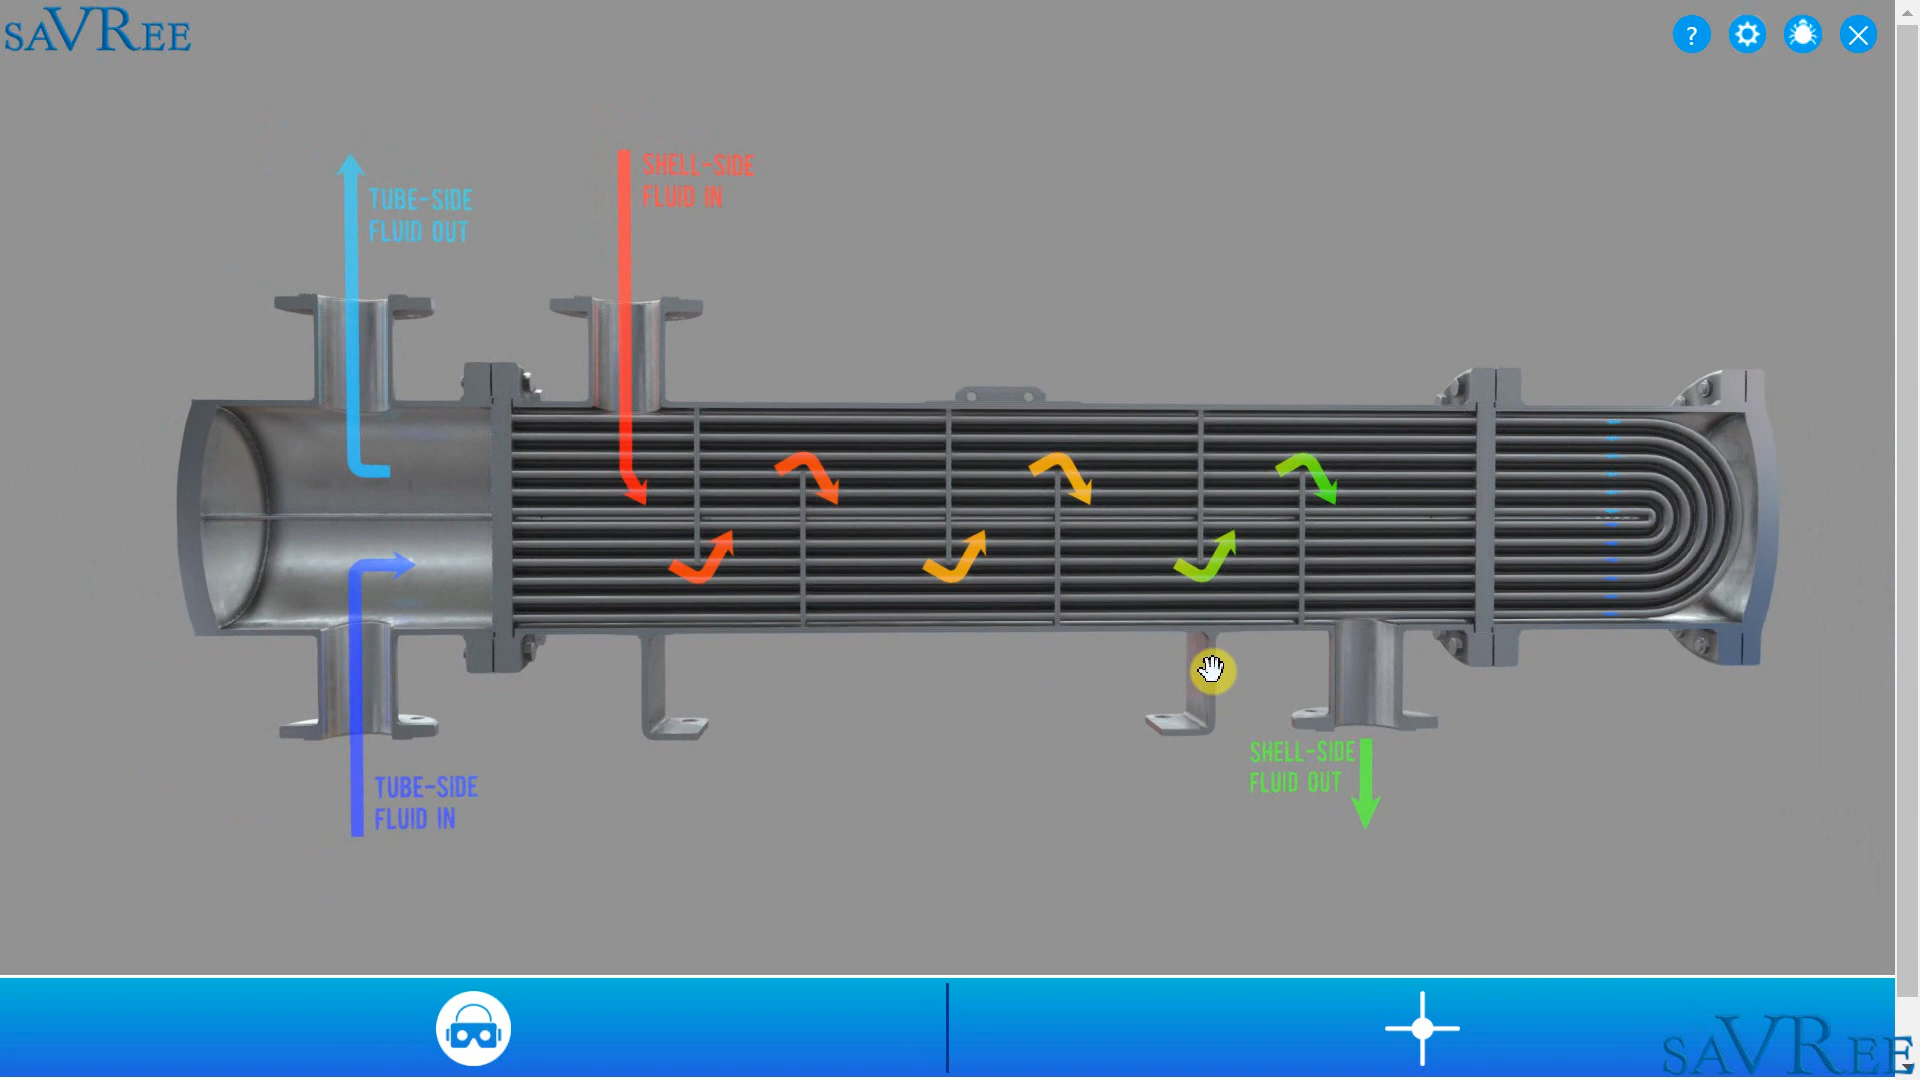 saVRee
?
SHELL-SIDE
FLUID IN
TUBE-SIDE
FLUID OUT
SHELL-SIDE
FLUID OUT
TUBE-SIDE
FLUID IN
saVRee